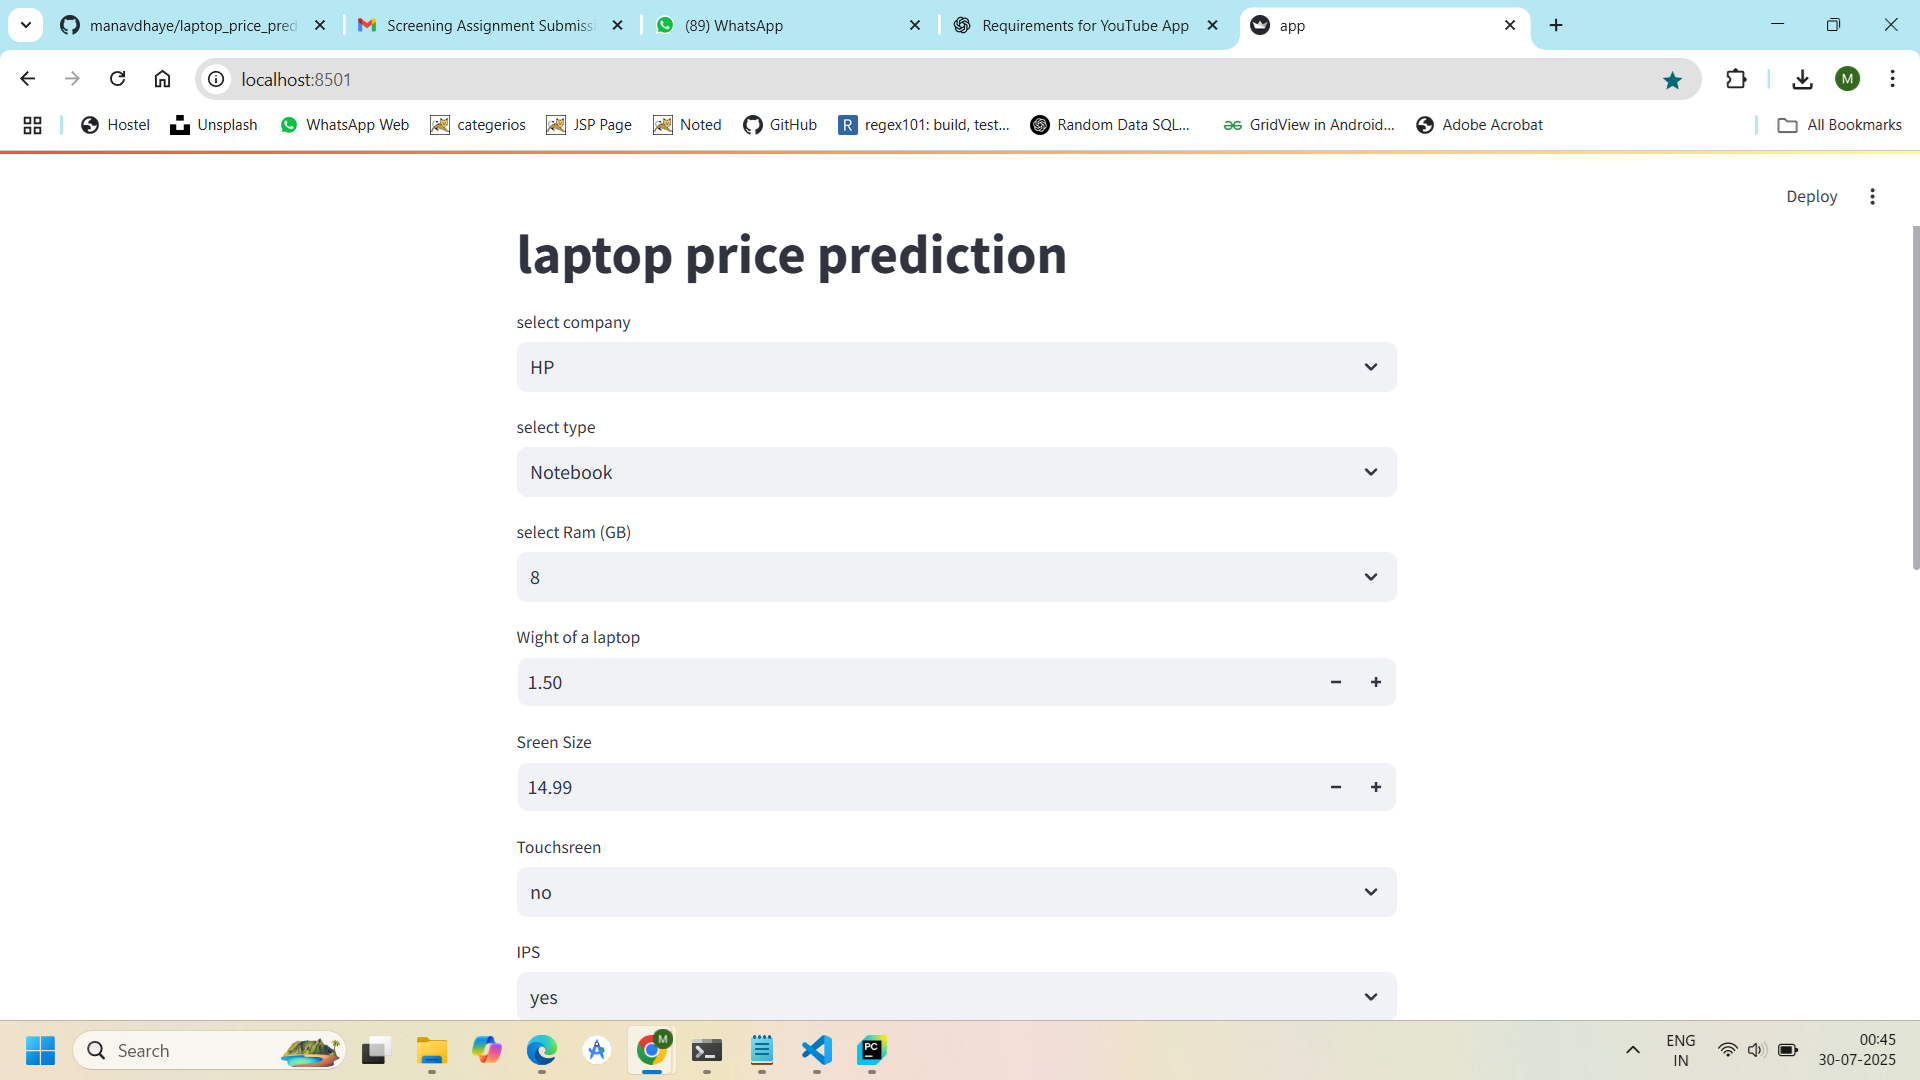 manavdhaye/laptop_price_pred
Screening Assignment Submissi
(89) WhatsApp
Requirements for YouTube App
app
localhost:8501
M
Hostel
Unsplash
WhatsApp Web
categerios
JSP Page
Noted
GitHub
R
regex101: build, test...
Random Data SQL...
GridView in Android...
Adobe Acrobat
All Bookmarks
Deploy
laptop price prediction
select company
HP
select type
Notebook
select Ram (GB)
8
Wight of a laptop
1.50
Sreen Size
14.99
Touchsreen
no
IPS
yes
Search
M
PC
ENG
IN
00:45
30-07-2025